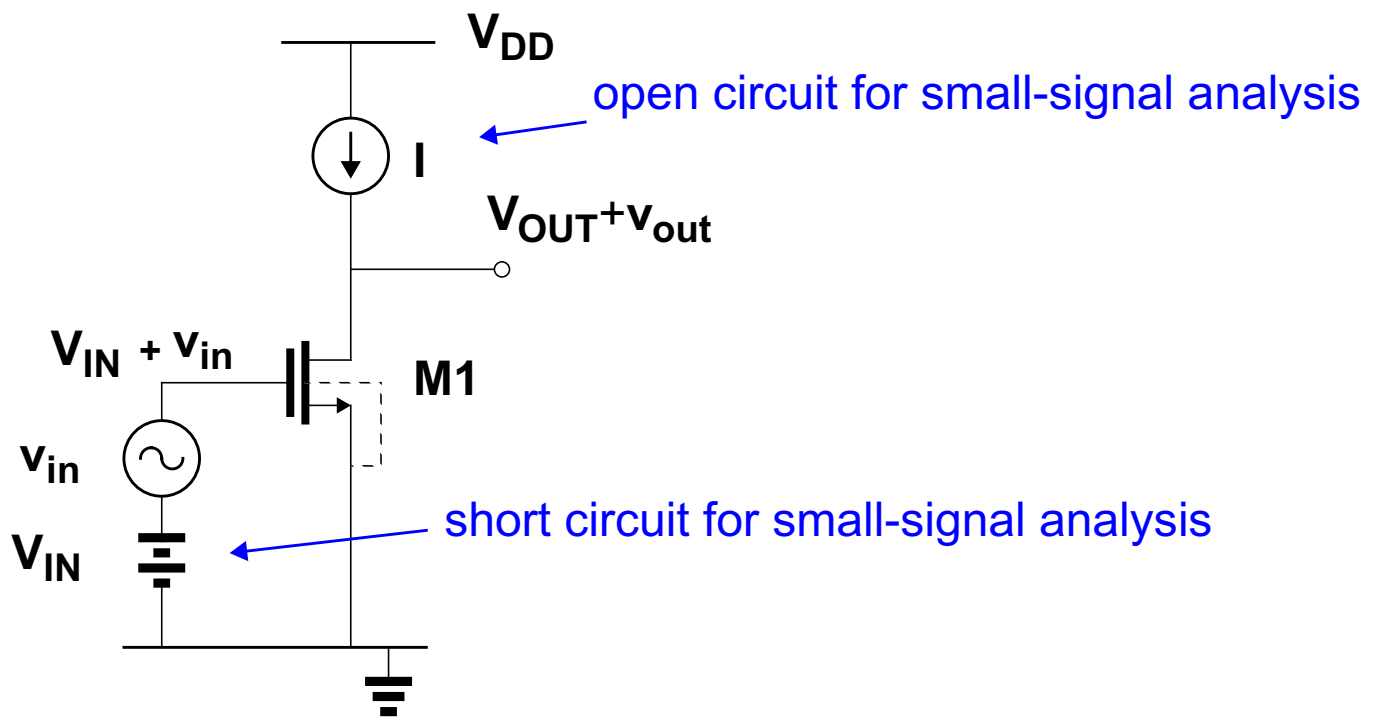 VDD
open circuit for small-signal analysis
I
VOUT+vout
VIN + vin
M1
vin
short circuit for small-signal analysis
VIN